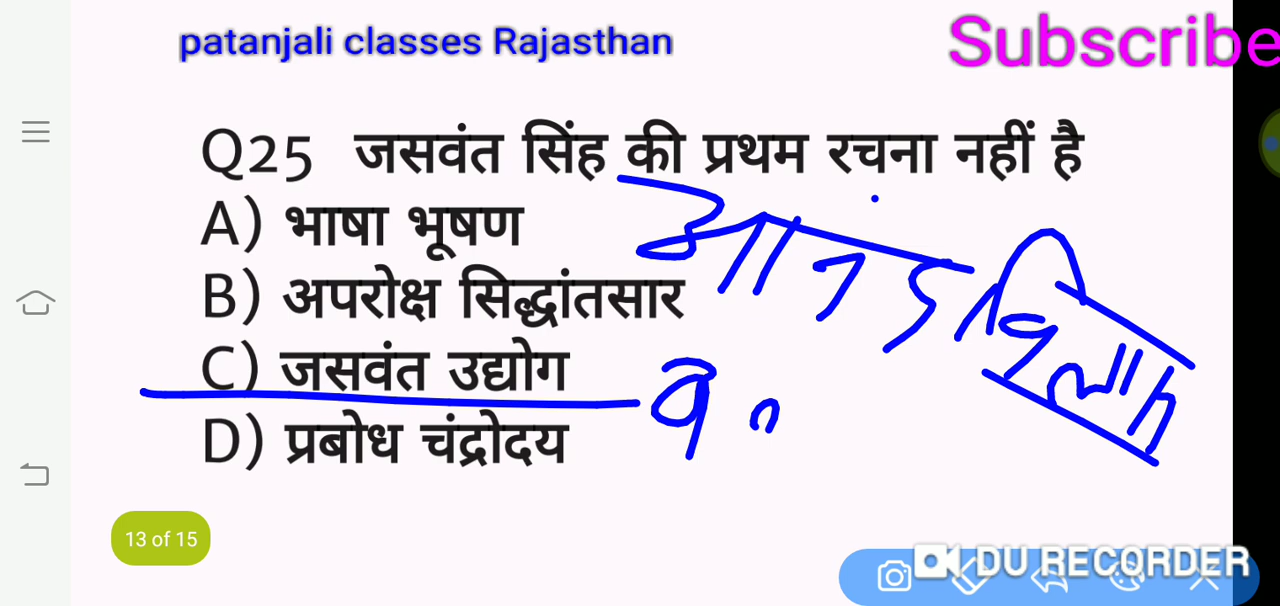 patanjali classes Rajasthan
Subscribe
Q25 जसवंत सिंह की प्रथम रचना नहीं है
A) भाषा भूषण
B) अपरोक्ष सिद्धांतसार
C) जसवंत उद्योग
D) प्रबोध चंद्रोदय
13 of 15
DU RECORDER